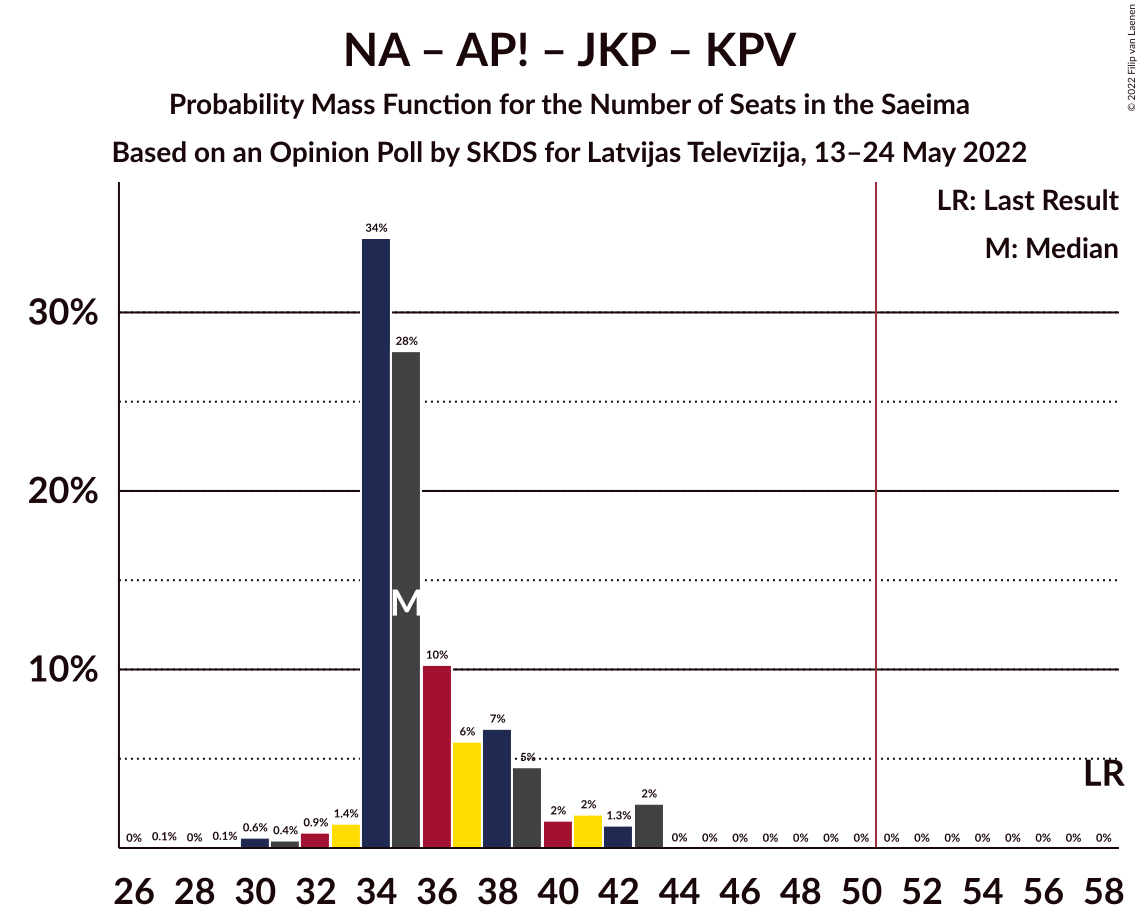 NA – AP! – JKP – KPV
Probability Mass Function for the Number of Seats in the Saeima
Based on an Opinion Poll by SKDS for Latvijas Televīzija, 13–24 May 2022
© 2022 Filip van Laenen
LR: Last Result
M: Median
34%
30%
28%
20%
M
10%
10%
7%
6%
5%
LR
2%
2%
2%
1.4%
1.3%
0.9%
0.6%
0.4%
0% 0.1% 0% 0.1% 0% 0% 0% 0% 0% 0% 0% 0% 0% 0% 0% 0% 0% 0% 0%
26 28 30 32 34 36 38 40 42 44 46 48 50 52 54 56 58